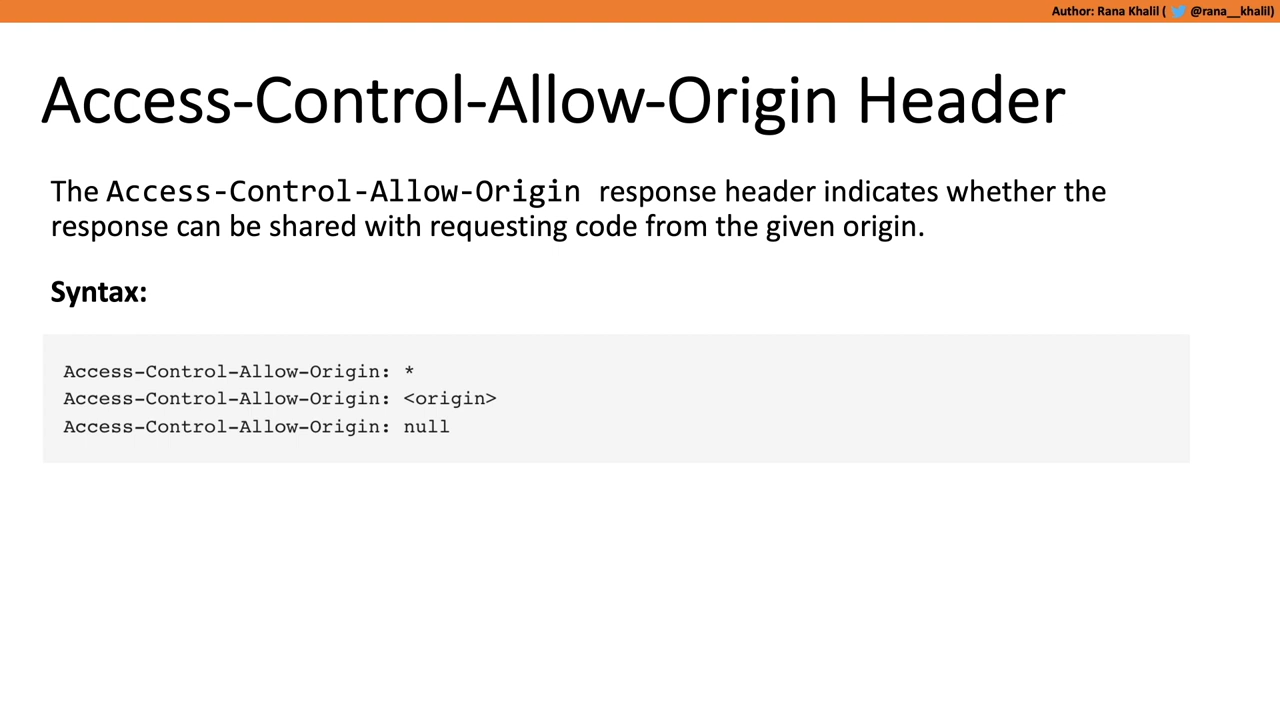 Author: Rana Khalil ( @rana__khalil)
Access-Control-Allow-Origin Header
The Access-Control-Allow-Origin response header indicates whether the
response can be shared with requesting code from the given origin.
Syntax:
Access-Control-Allow-Origin: *
Access-Control-Allow-Origin: <origin>
Access-Control-Allow-Origin: null